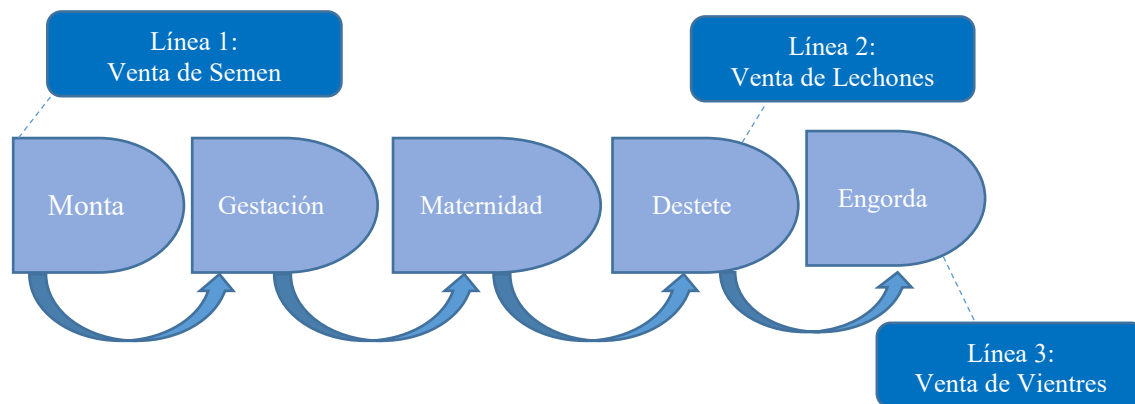 Línea 1:
Venta de Semen
Línea 2:
Venta de Lechones
Monta
Gestación
Maternidad
Destete
Engorda
Línea 3:
Venta de Vientres